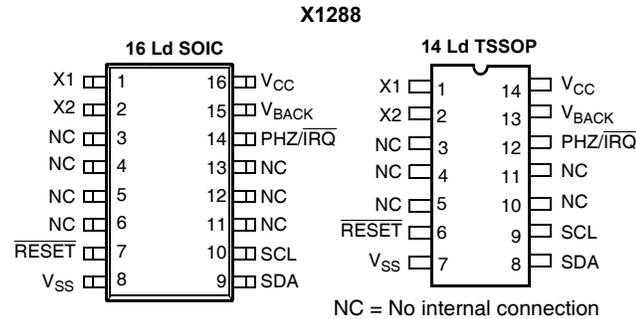 X1288
16 Ld SOIC
X1 1 16 VCC
X2 2 15 VBACK
NC 3 14 PHZ/IRQ
NC 4 13 NC
NC 5 12 NC
NC 6 11 NC
RESET 7 10 SCL
VSS 8 9 SDA
14 Ld TSSOP
X1 1 14 VCC
X2 2 13 VBACK
NC 3 12 PHZ/IRQ
NC 4 11 NC
NC 5 10 NC
RESET 6 9 SCL
VSS 7 8 SDA
NC = No internal connection